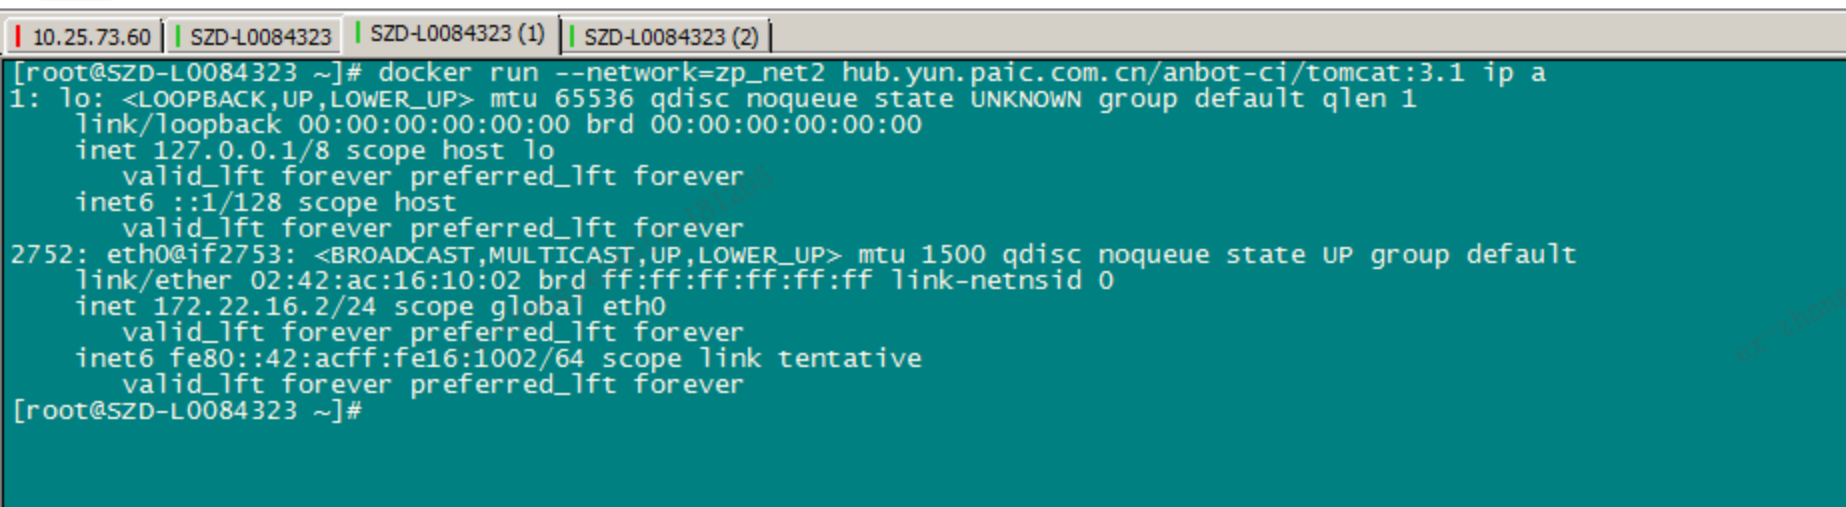 10.25.73.60 SZD-L0084323 SZD-L0084323 (1) SZD-L0084323 (2)
[root@SZD-L0084323 ~]# docker run --network=zp_net2 hub.yun.paic.com.cn/anbot-ci/tomcat:3.1 ip a
1: lo: <LOOPBACK,UP,LOWER_UP> mtu 65536 qdisc noqueue state UNKNOWN group default qlen 1
link/loopback 00:00:00:00:00:00 brd 00:00:00:00:00:00
inet 127.0.0.1/8 scope host lo
valid_lft forever preferred_lft forever
inet6 ::1/128 scope host
valid_lft forever preferred_lft forever
2752: eth0@if2753: <BROADCAST,MULTICAST,UP,LOWER_UP> mtu 1500 qdisc noqueue state UP group default
link/ether 02:42:ac:16:10:02 brd ff:ff:ff:ff:ff:ff link-netnsid 0
inet 172.22.16.2/24 scope global eth0
valid_lft forever preferred_lft forever
inet6 fe80::42:acff:fe16:1002/64 scope link tentative
valid_lft forever preferred_lft forever
[root@SZD-L0084323 ~]#